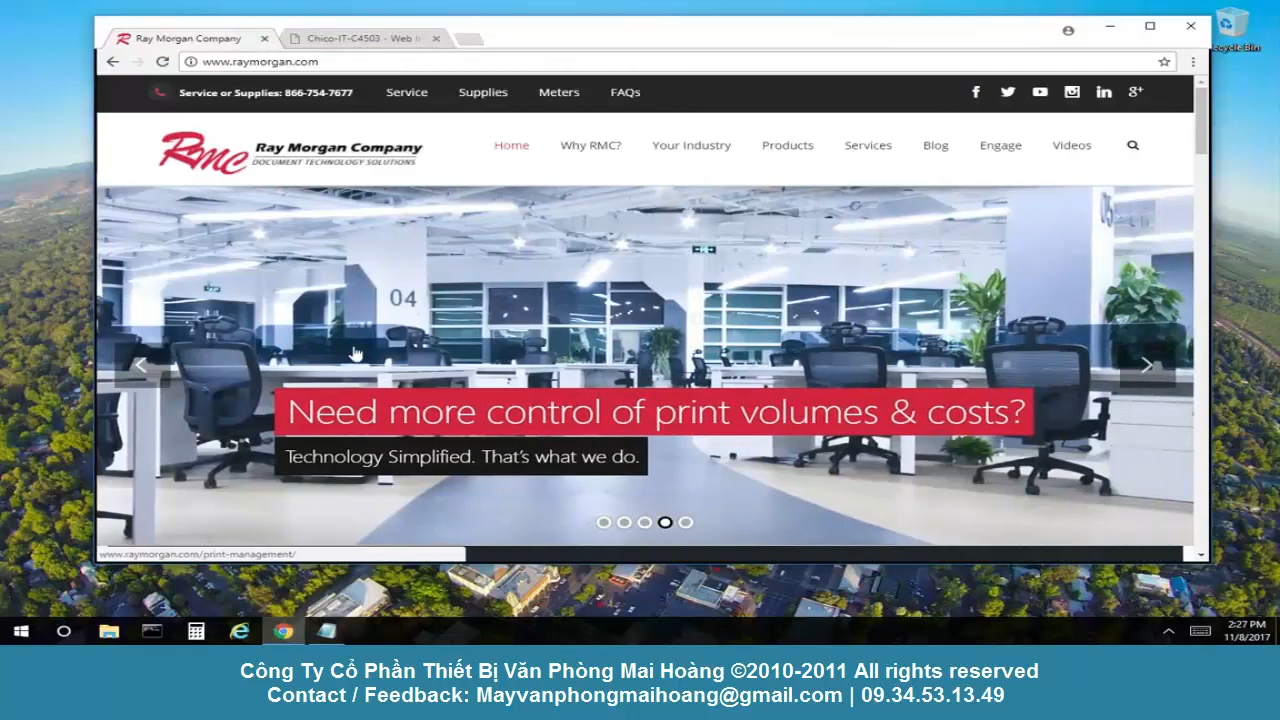 Ray Morgan Company
Chico-IT-C4503 - Web
www.raymorgan.com
Service or Supplies: 866-754-7677 Service Supplies Meters FAQs
RMC Ray Morgan Company
DOCUMENT TECHNOLOGY SOLUTIONS
Home Why RMC? Your Industry Products Services Blog Engage Videos
04
05
Need more control of print volumes & costs?
Technology Simplified. That's what we do.
www.raymorgan.com/print-management/
2:27 PM
11/8/2017
Công Ty Cổ Phần Thiết Bị Văn Phòng Mai Hoàng ©2010-2011 All rights reserved
Contact / Feedback: Mayvanphongmaihoang@gmail.com | 09.34.53.13.49